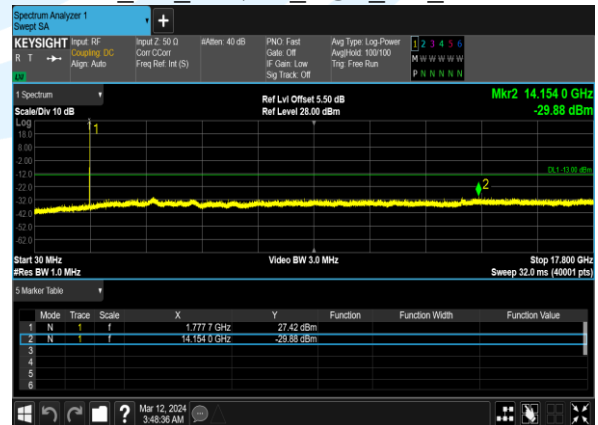 Spectrum Analyzer 1
Swept SA
+
KEYSIGHT Input: RF Input Z: 50 Ω #Atten: 40 dB PNO: Fast Avg Type: Log-Power 1 2 3 4 5 6
R T Coupling: DC Corr CCorr Gate: Off Avg|Hold: 100/100 M W W W W W
Align: Auto Freq Ref: Int (S) IF Gain: Low Trig: Free Run
Sig Track: Off P N N N N N
1 Spectrum Mkr2 14.154 0 GHz
Ref Lvl Offset 5.50 dB
Scale/Div 10 dB Ref Level 28.00 dBm -29.88 dBm
Log
18.0 1
8.00
-2.00
-12.0 DL1 -13.00 dBm
-22.0 2
-32.0
-42.0
-52.0
-62.0
Start 30 MHz Video BW 3.0 MHz Stop 17.800 GHz
#Res BW 1.0 MHz Sweep 32.0 ms (40001 pts)
5 Marker Table
Mode Trace Scale X Y Function Function Width Function Value
1 N 1 f 1.777 7 GHz 27.42 dBm
2 N 1 f 14.154 0 GHz -29.88 dBm
3
4
5
6
? Mar 12, 2024
3:48:36 AM